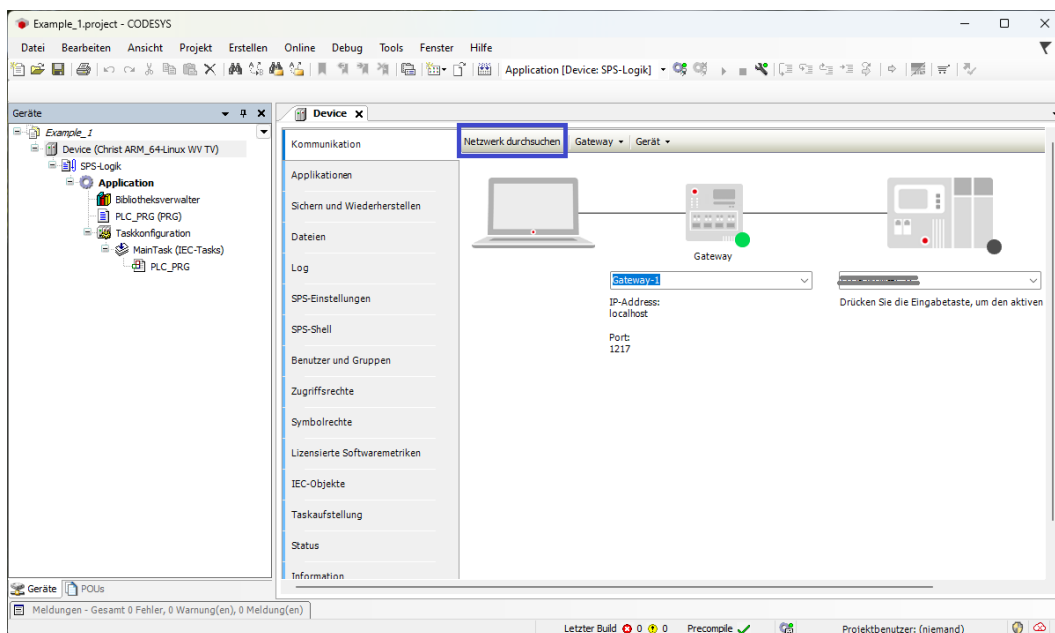 Example_1.project - CODESYS
Datei Bearbeiten Ansicht Projekt Erstellen Online Debug Tools Fenster Hilfe
Application [Device: SPS-Logik]
Geräte
Device
Example_1
Device (Christ ARM_64-Linux WV TV)
SPS-Logik
Application
Bibliotheksverwalter
PLC_PRG (PRG)
Taskkonfiguration
MainTask (IEC-Tasks)
PLC_PRG
Kommunikation
Applikationen
Sichern und Wiederherstellen
Dateien
Log
SPS-Einstellungen
SPS-Shell
Benutzer und Gruppen
Zugriffsrechte
Symbolrechte
Lizensierte Softwaremetriken
IEC-Objekte
Taskaufstellung
Status
Information
Netzwerk durchsuchen Gateway Gerät
Gateway
Gateway-1
IP-Address:
localhost
Port:
1217
Drücken Sie die Eingabetaste, um den aktiven
Geräte POUs
Meldungen - Gesamt 0 Fehler, 0 Warnung(en), 0 Meldung(en)
Letzter Build 0 0 Precompile Projektbenutzer: (niemand)